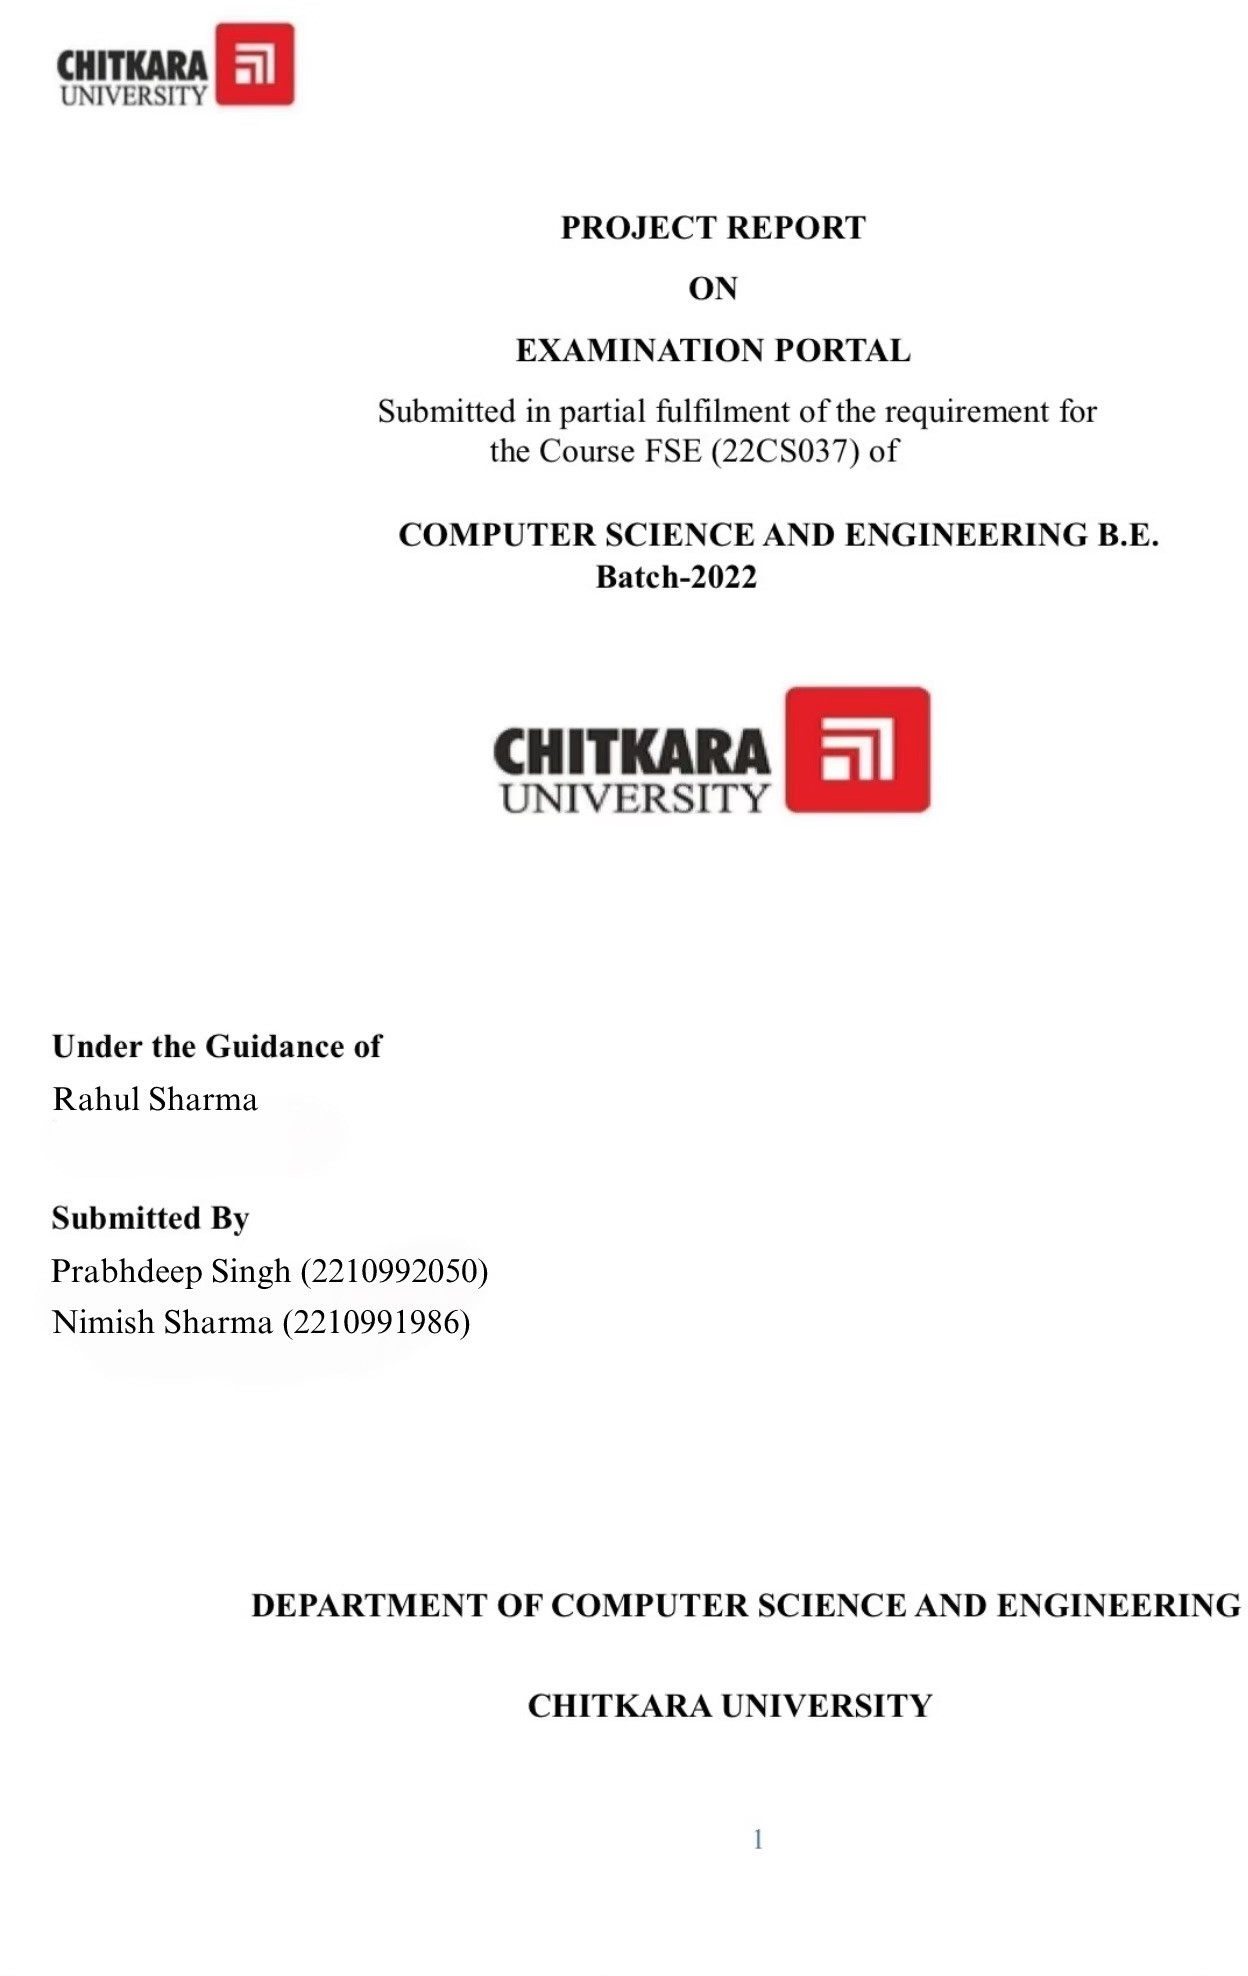 CHITKARA
UNIVERSITY
PROJECT REPORT
ON
EXAMINATION PORTAL
Submitted in partial fulfilment of the requirement for
the Course FSE (22CS037) of
COMPUTER SCIENCE AND ENGINEERING B.E.
Batch-2022
CHITKARA
UNIVERSITY
Under the Guidance of
Rahul Sharma
Submitted By
Prabhdeep Singh (2210992050)
Nimish Sharma (2210991986)
DEPARTMENT OF COMPUTER SCIENCE AND ENGINEERING
CHITKARA UNIVERSITY
1